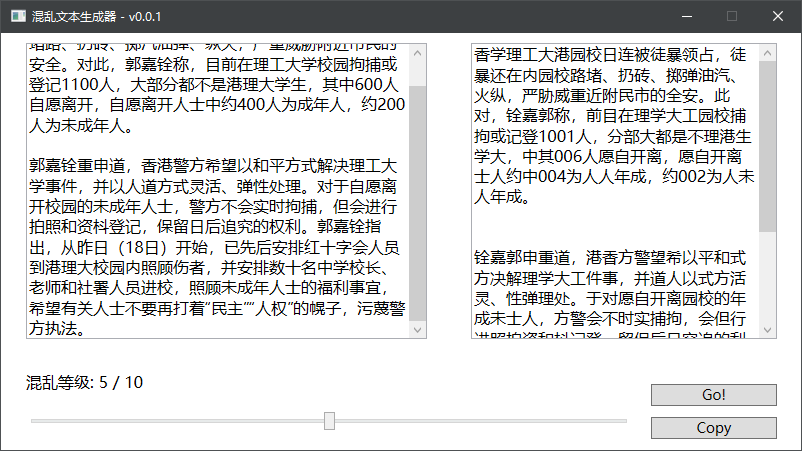 混乱文本生成器 - v0.0.1
堵路、扔砖、掷汽油弹、纵火，严重威胁附近市民的
安全。对此，郭嘉铨称，目前在理工大学校园拘捕或
登记1100人，大部分都不是港理大学生，其中600人
自愿离开，自愿离开人士中约400人为成年人，约200
人为未成年人。
郭嘉铨重申道，香港警方希望以和平方式解决理工大
学事件，并以人道方式灵活、弹性处理。对于自愿离
开校园的未成年人士，警方不会实时拘捕，但会进行
拍照和资料登记，保留日后追究的权利。郭嘉铨指
出，从昨日（18日）开始，已先后安排红十字会人员
到港理大校园内照顾伤者，并安排数十名中学校长、
老师和社署人员进校，照顾未成年人士的福利事宜，
希望有关人士不要再打着“民主”“人权”的幌子，污蔑警
方执法。
香学理工大港园校日连被徒暴领占，徒
暴还在内园校路堵、扔砖、掷弹油汽、
火纵，严胁威重近附民市的全安。此
对，铨嘉郭称，前目在理学大工园校捕
拘或记登1001人，分部大都是不理港生
学大，中其006人愿自开离，愿自开离
士人约中004为人人年成，约002为人未
年人成。
铨嘉郭申重道，港香方警望希以平和式
方决解理学大工件事，并道人以式方活
灵、性弹理处。于对愿自开离园校的年
成未士人，方警会不时实捕拘，会但行
混乱等级: 5 / 10
Go!
Copy